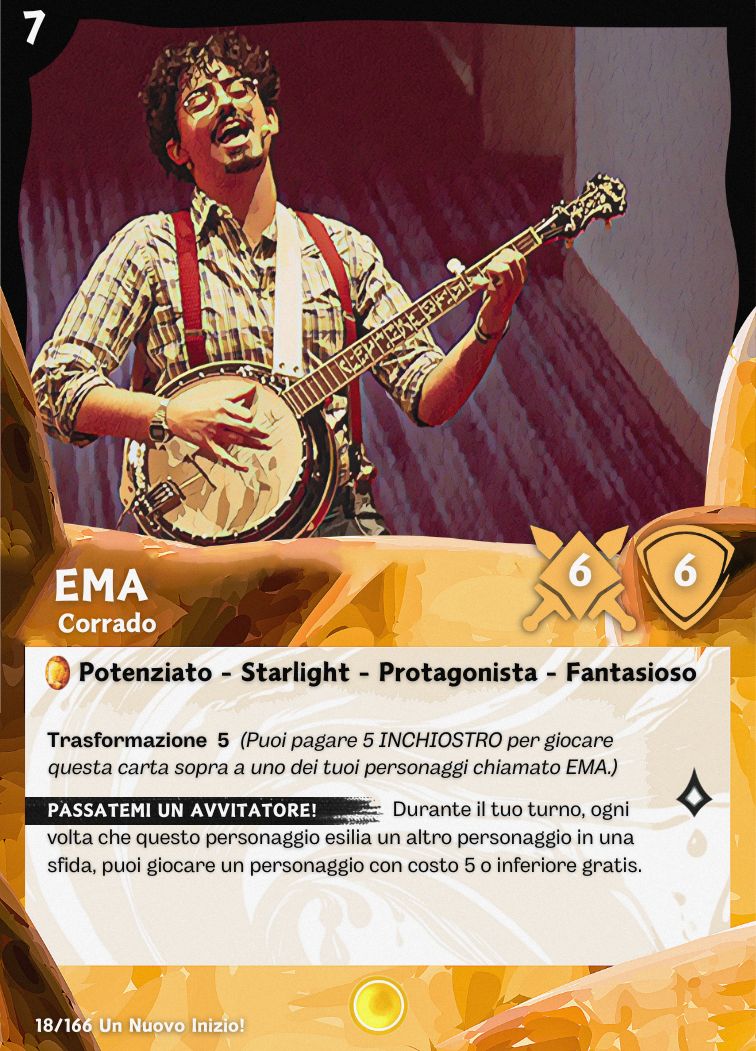 7
6 6
EMA
Corrado
Potenziato - Starlight - Protagonista - Fantasioso
Trasformazione 5 (Puoi pagare 5 INCHIOSTRO per giocare
questa carta sopra a uno dei tuoi personaggi chiamato EMA.)
PASSATEMI UN AVVITATORE! Durante il tuo turno, ogni
volta che questo personaggio esilia un altro personaggio in una
sfida, puoi giocare un personaggio con costo 5 o inferiore gratis.
18/166 Un Nuovo Inizio!